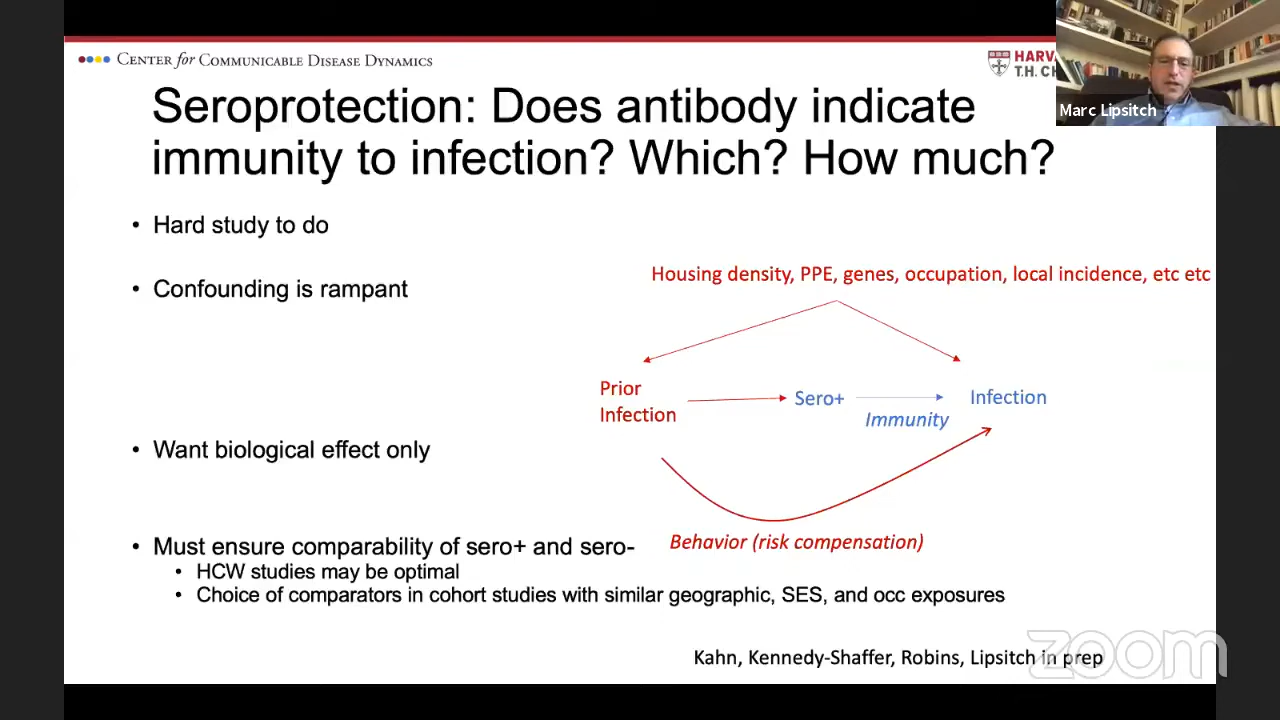 CENTER for COMMUNICABLE DISEASE DYNAMICS
HARVA
T.H. CH
Marc Lipsitch
Seroprotection: Does antibody indicate
immunity to infection? Which? How much?
• Hard study to do
• Confounding is rampant
Housing density, PPE, genes, occupation, local incidence, etc etc
Prior
Infection
Sero+
Immunity
Infection
• Want biological effect only
Behavior (risk compensation)
• Must ensure comparability of sero+ and sero-
• HCW studies may be optimal
• Choice of comparators in cohort studies with similar geographic, SES, and occ exposures
Kahn, Kennedy-Shaffer, Robins, Lipsitch in prep
zoom